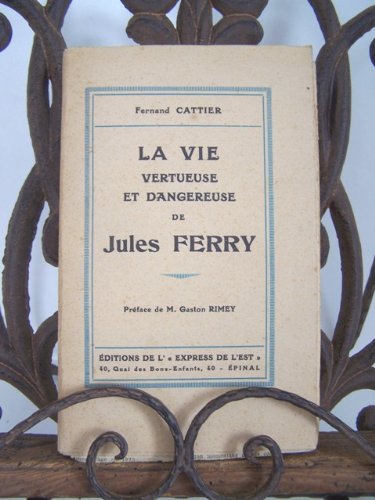 Fernand CATTIER
LA VIE
VERTUEUSE
ET DANGEREUSE
DE
Jules FERRY
Préface de M. Gaston RIMEY
ÉDITIONS DE L' « EXPRESS DE L'EST »
40, Quai des Bons-Enfants, 40 - ÉPINAL